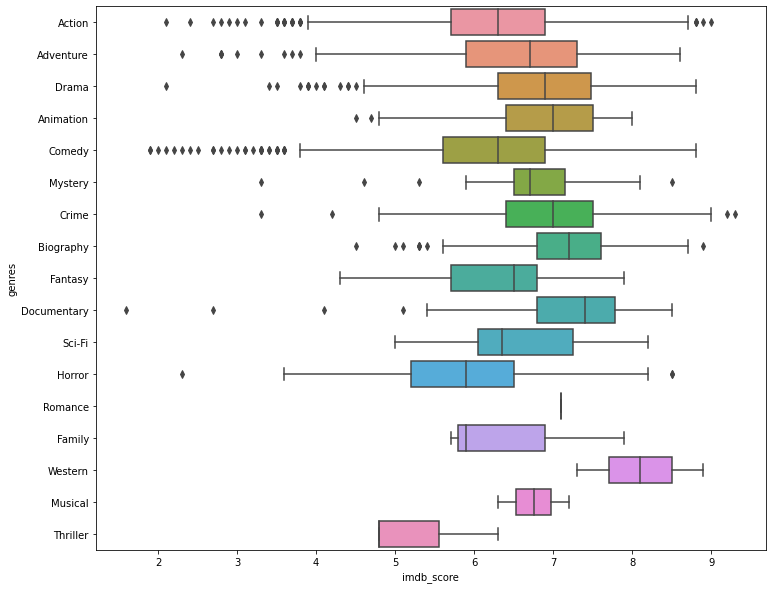 genres
Action
Adventure
Drama
Animation
Comedy
Mystery
Crime
Biography
Fantasy
Documentary
Sci-Fi
Horror
Romance
Family
Western
Musical
Thriller
2 3 4 5 6 7 8 9
imdb_score